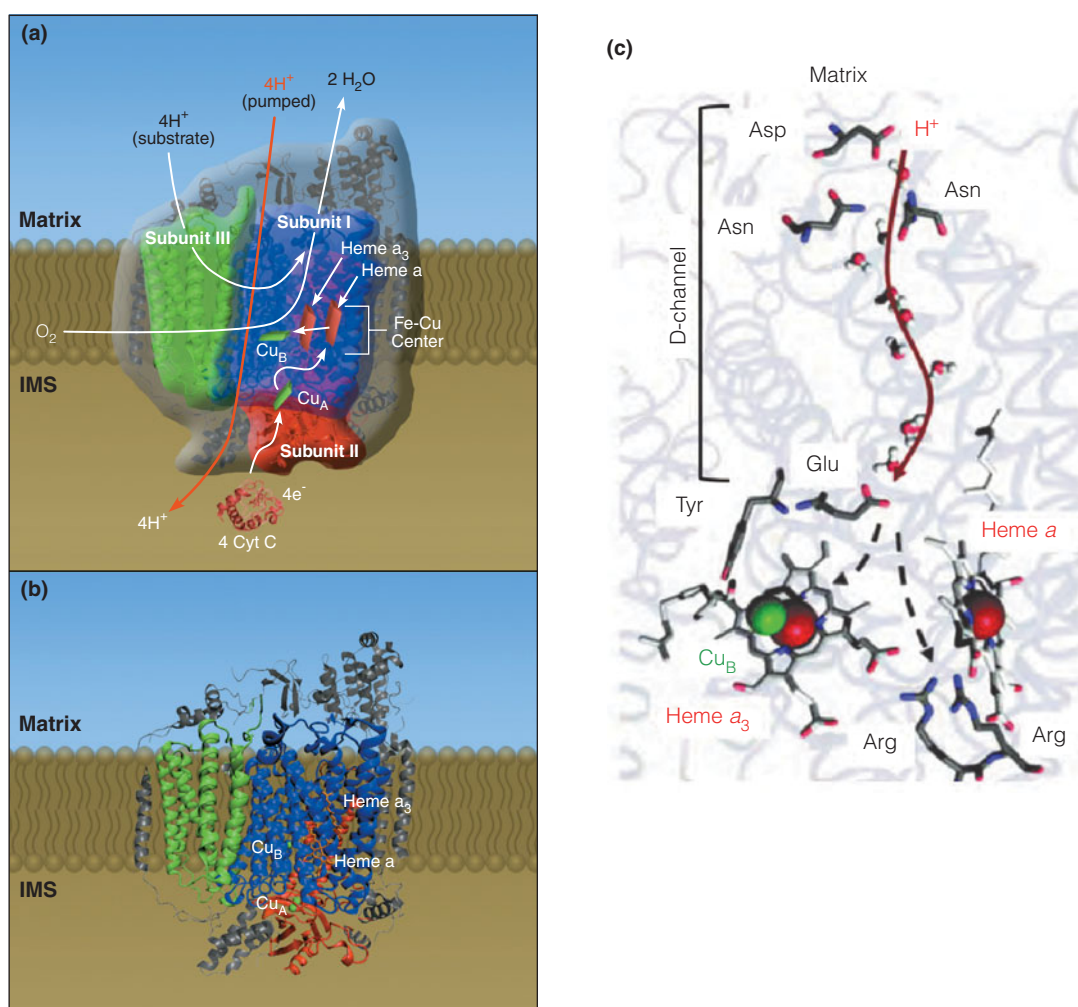 (a)
4H+
(pumped)
2 H2O
4H+
(substrate)
Matrix
Subunit III
Subunit I
Heme a3
Heme a
O2
Fe-Cu
Center
CuB
IMS
CuA
Subunit II
4e-
4H+
4 Cyt C
(b)
Matrix
Heme a3
CuB
Heme a
IMS
CuA
(c)
Matrix
Asp
H+
Asn
Asn
D-channel
Glu
Tyr
Heme a
CuB
Heme a3
Arg
Arg